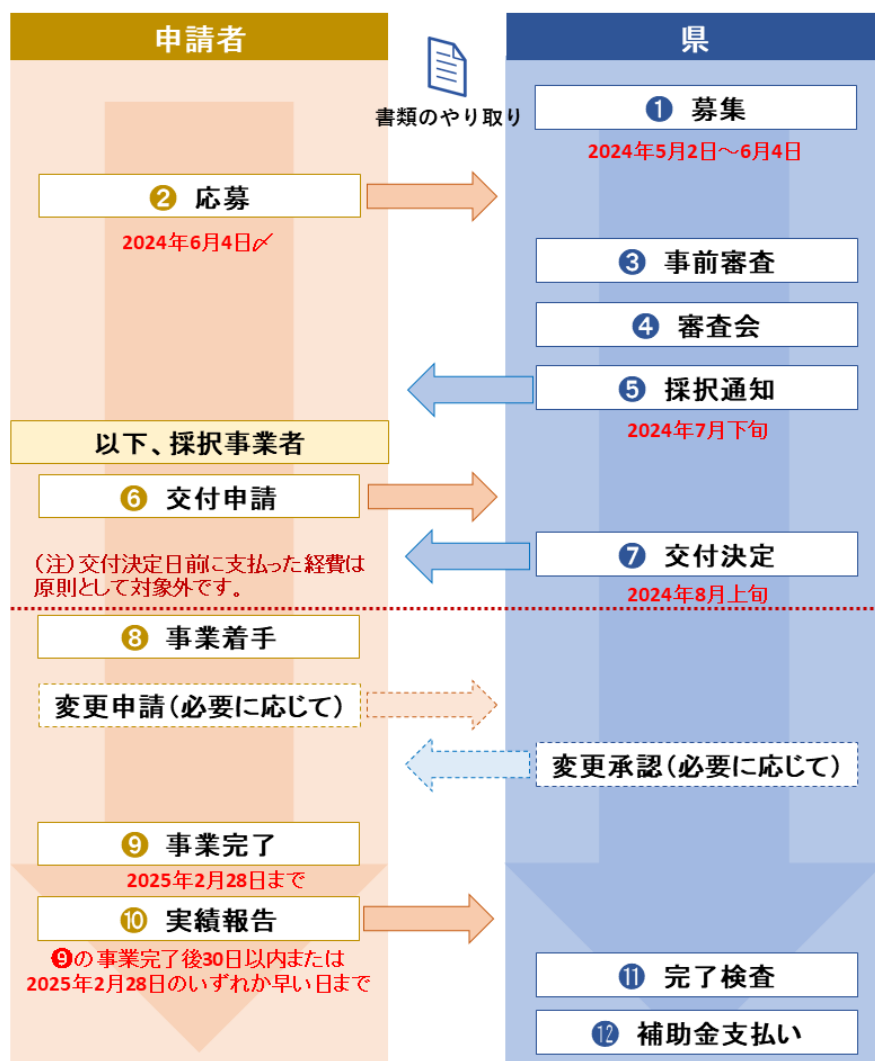 申請者
県
書類のやり取り
❶ 募集
2024年5月2日～6月4日
❷ 応募
2024年6月4日〆
❸ 事前審査
❹ 審査会
❺ 採択通知
2024年7月下旬
以下、採択事業者
❻ 交付申請
❼ 交付決定
（注）交付決定日前に支払った経費は
原則として対象外です。
2024年8月上旬
❽ 事業着手
変更申請（必要に応じて）
変更承認（必要に応じて）
❾ 事業完了
2025年2月28日まで
❿ 実績報告
❾の事業完了後30日以内または
2025年2月28日のいずれか早い日まで
⓫ 完了検査
⓬ 補助金支払い